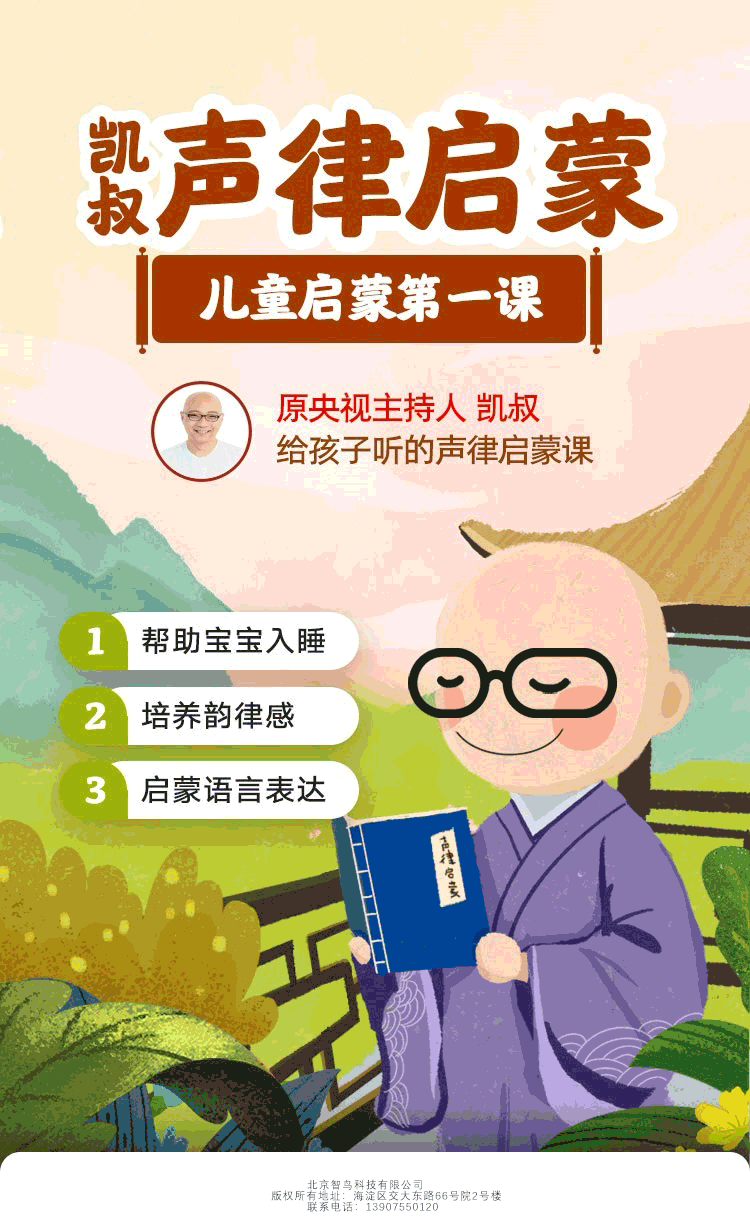 凯叔声律启蒙
儿童启蒙第一课
原央视主持人 凯叔
给孩子听的声律启蒙课
1 帮助宝宝入睡
2 培养韵律感
3 启蒙语言表达
声律启蒙
北京智鸟科技有限公司
版权所有地址：海淀区交大东路66号院2号楼
联系电话：13907550120